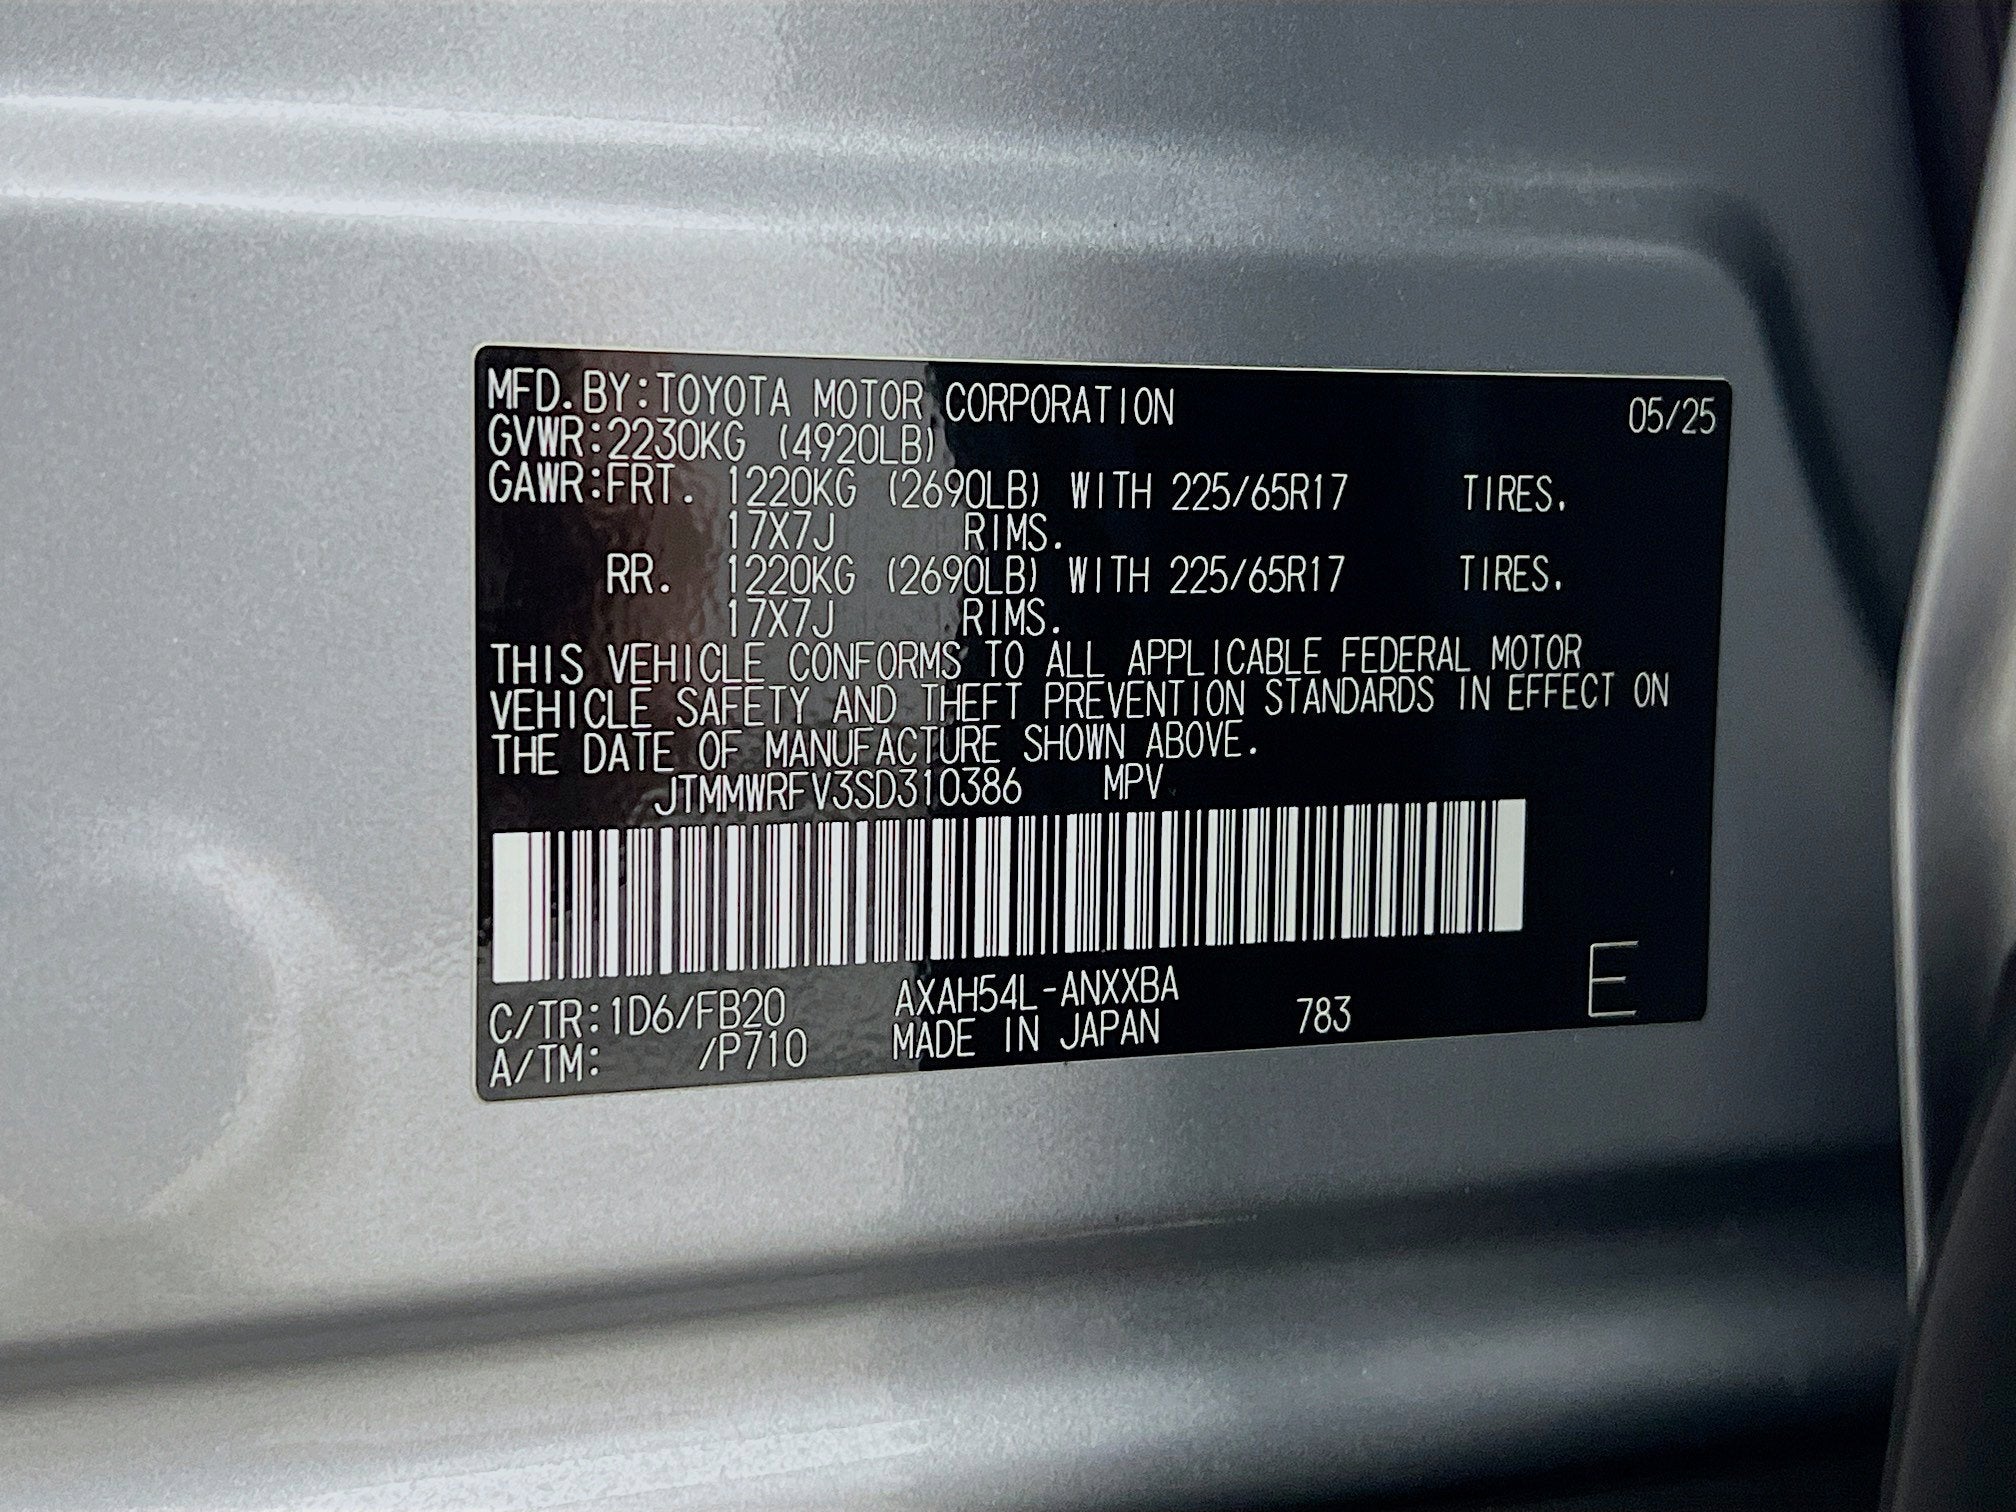 MFD.BY:TOYOTA MOTOR CORPORATION 05/25
GVWR:2230KG (4920LB)
GAWR:FRT. 1220KG (2690LB) WITH 225/65R17 TIRES.
17X7J RIMS.
RR. 1220KG (2690LB) WITH 225/65R17 TIRES.
17X7J RIMS.
THIS VEHICLE CONFORMS TO ALL APPLICABLE FEDERAL MOTOR
VEHICLE SAFETY AND THEFT PREVENTION STANDARDS IN EFFECT ON
THE DATE OF MANUFACTURE SHOWN ABOVE.
JTMMWRFV3SD310386 MPV
C/TR:1D6/FB20 AXAH54L-ANXXBA
A/TM: /P710 MADE IN JAPAN 783 E